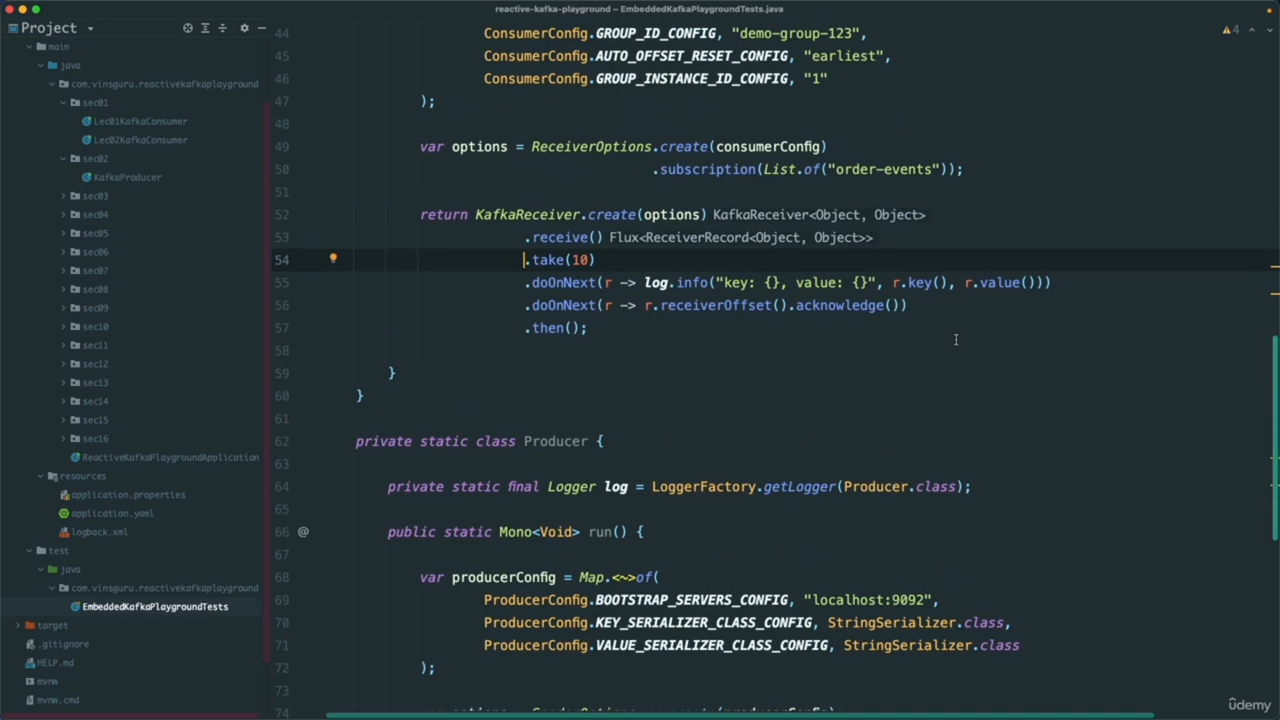 reactive-kafka-playground – EmbeddedKafkaPlaygroundTests.java
Project
main
java
com.vinsguru.reactivekafkaplayground
sec01
Lec01KafkaConsumer
Lec02KafkaConsumer
sec02
KafkaProducer
sec03
sec04
sec05
sec06
sec07
sec08
sec09
sec10
sec11
sec12
sec13
sec14
sec15
sec16
ReactiveKafkaPlaygroundApplication
resources
application.properties
application.yaml
logback.xml
test
java
com.vinsguru.reactivekafkaplayground
EmbeddedKafkaPlaygroundTests
target
.gitignore
HELP.md
mvnw
mvnw.cmd
4
44 ConsumerConfig.GROUP_ID_CONFIG, "demo-group-123",
45 ConsumerConfig.AUTO_OFFSET_RESET_CONFIG, "earliest",
46 ConsumerConfig.GROUP_INSTANCE_ID_CONFIG, "1"
47 );
48
49 var options = ReceiverOptions.create(consumerConfig)
50 .subscription(List.of("order-events"));
51
52 return KafkaReceiver.create(options) KafkaReceiver<Object, Object>
53 .receive() Flux<ReceiverRecord<Object, Object>>
54 .take(10)
55 .doOnNext(r -> log.info("key: {}, value: {}", r.key(), r.value()))
56 .doOnNext(r -> r.receiverOffset().acknowledge())
57 .then();
58
59 }
60 }
61
62 private static class Producer {
63
64 private static final Logger log = LoggerFactory.getLogger(Producer.class);
65
66 @ public static Mono<Void> run() {
67
68 var producerConfig = Map.<~>of(
69 ProducerConfig.BOOTSTRAP_SERVERS_CONFIG, "localhost:9092",
70 ProducerConfig.KEY_SERIALIZER_CLASS_CONFIG, StringSerializer.class,
71 ProducerConfig.VALUE_SERIALIZER_CLASS_CONFIG, StringSerializer.class
72 );
73
74
udemy